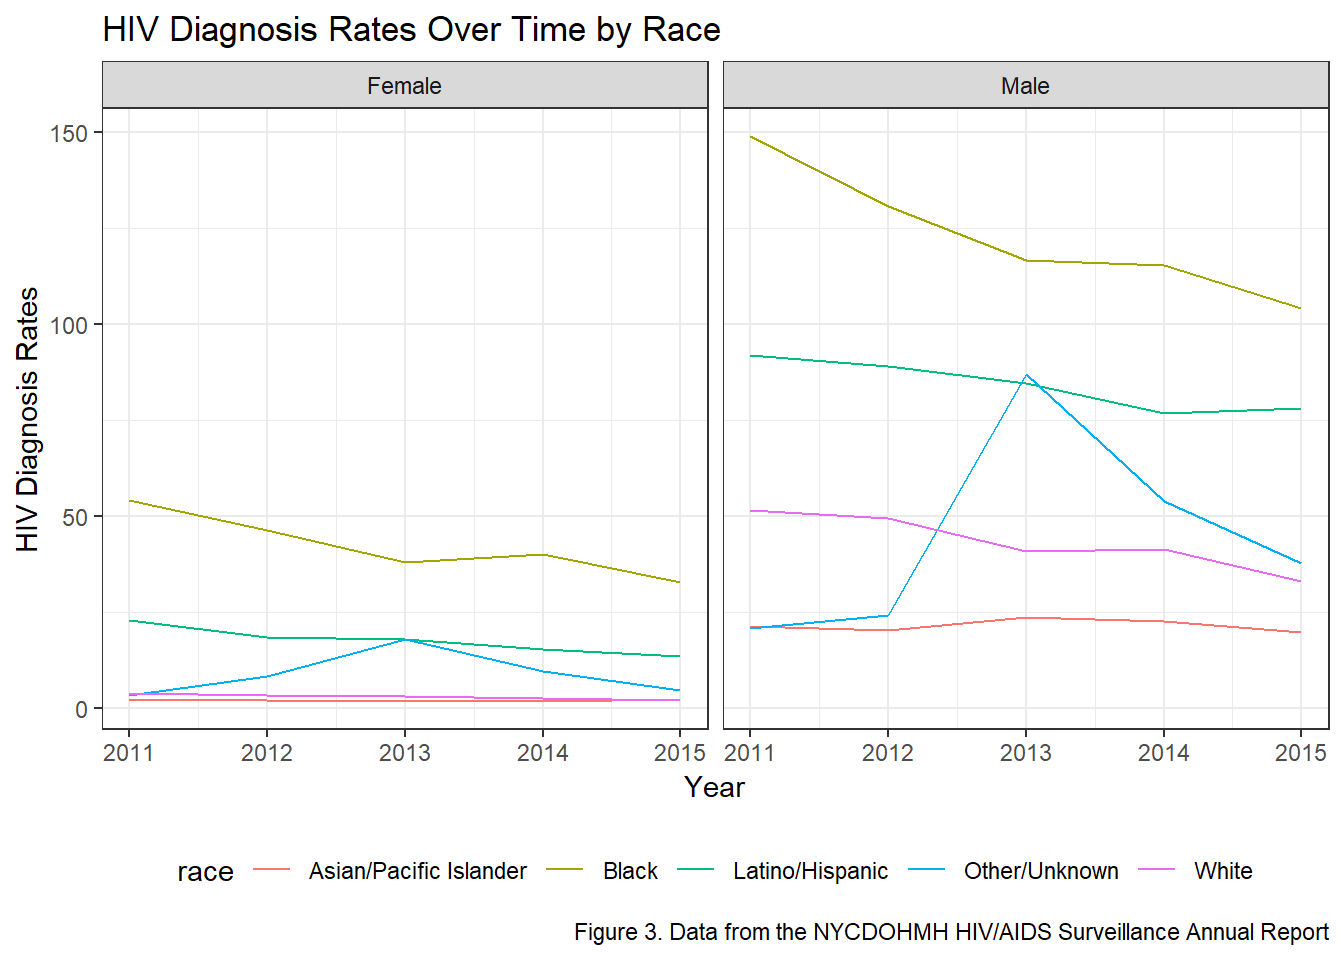 HIV Diagnosis Rates Over Time by Race
Female
Male
HIV Diagnosis Rates
150
100
50
0
2011 2012 2013 2014 2015
2011 2012 2013 2014 2015
Year
race Asian/Pacific Islander Black Latino/Hispanic Other/Unknown White
Figure 3. Data from the NYCDOHMH HIV/AIDS Surveillance Annual Report